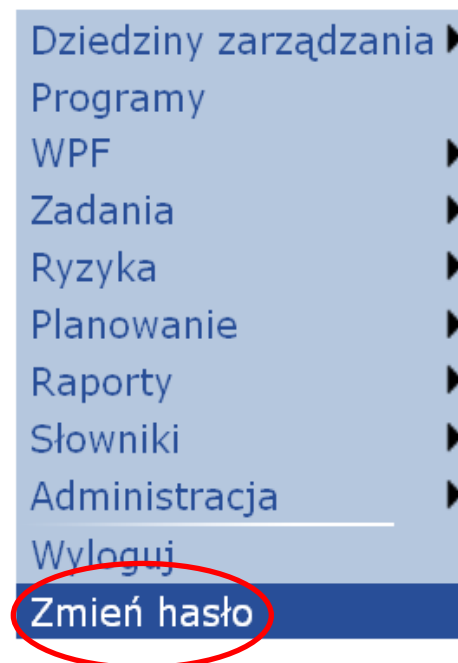 Dziedziny zarządzania
Programy
WPF
Zadania
Ryzyka
Planowanie
Raporty
Słowniki
Administracja
Wyloguj
Zmień hasło